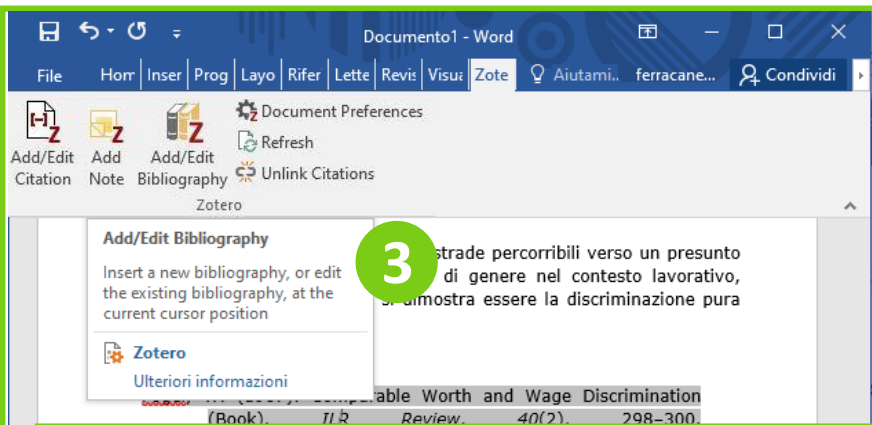 Documento1 - Word
File Hom Inser Prog Layo Rifer Lette Revis Visua Zote Aiutami.. ferracane... Condividi
Add/Edit Citation
Add Note
Add/Edit Bibliography
Document Preferences
Refresh
Unlink Citations
Zotero
Add/Edit Bibliography
Insert a new bibliography, or edit
the existing bibliography, at the
current cursor position
Zotero
Ulteriori informazioni
3
strade percorribili verso un presunto
di genere nel contesto lavorativo,
si dimostra essere la discriminazione pura
Comparable Worth and Wage Discrimination
(Book). ILR Review, 40(2), 298–300.